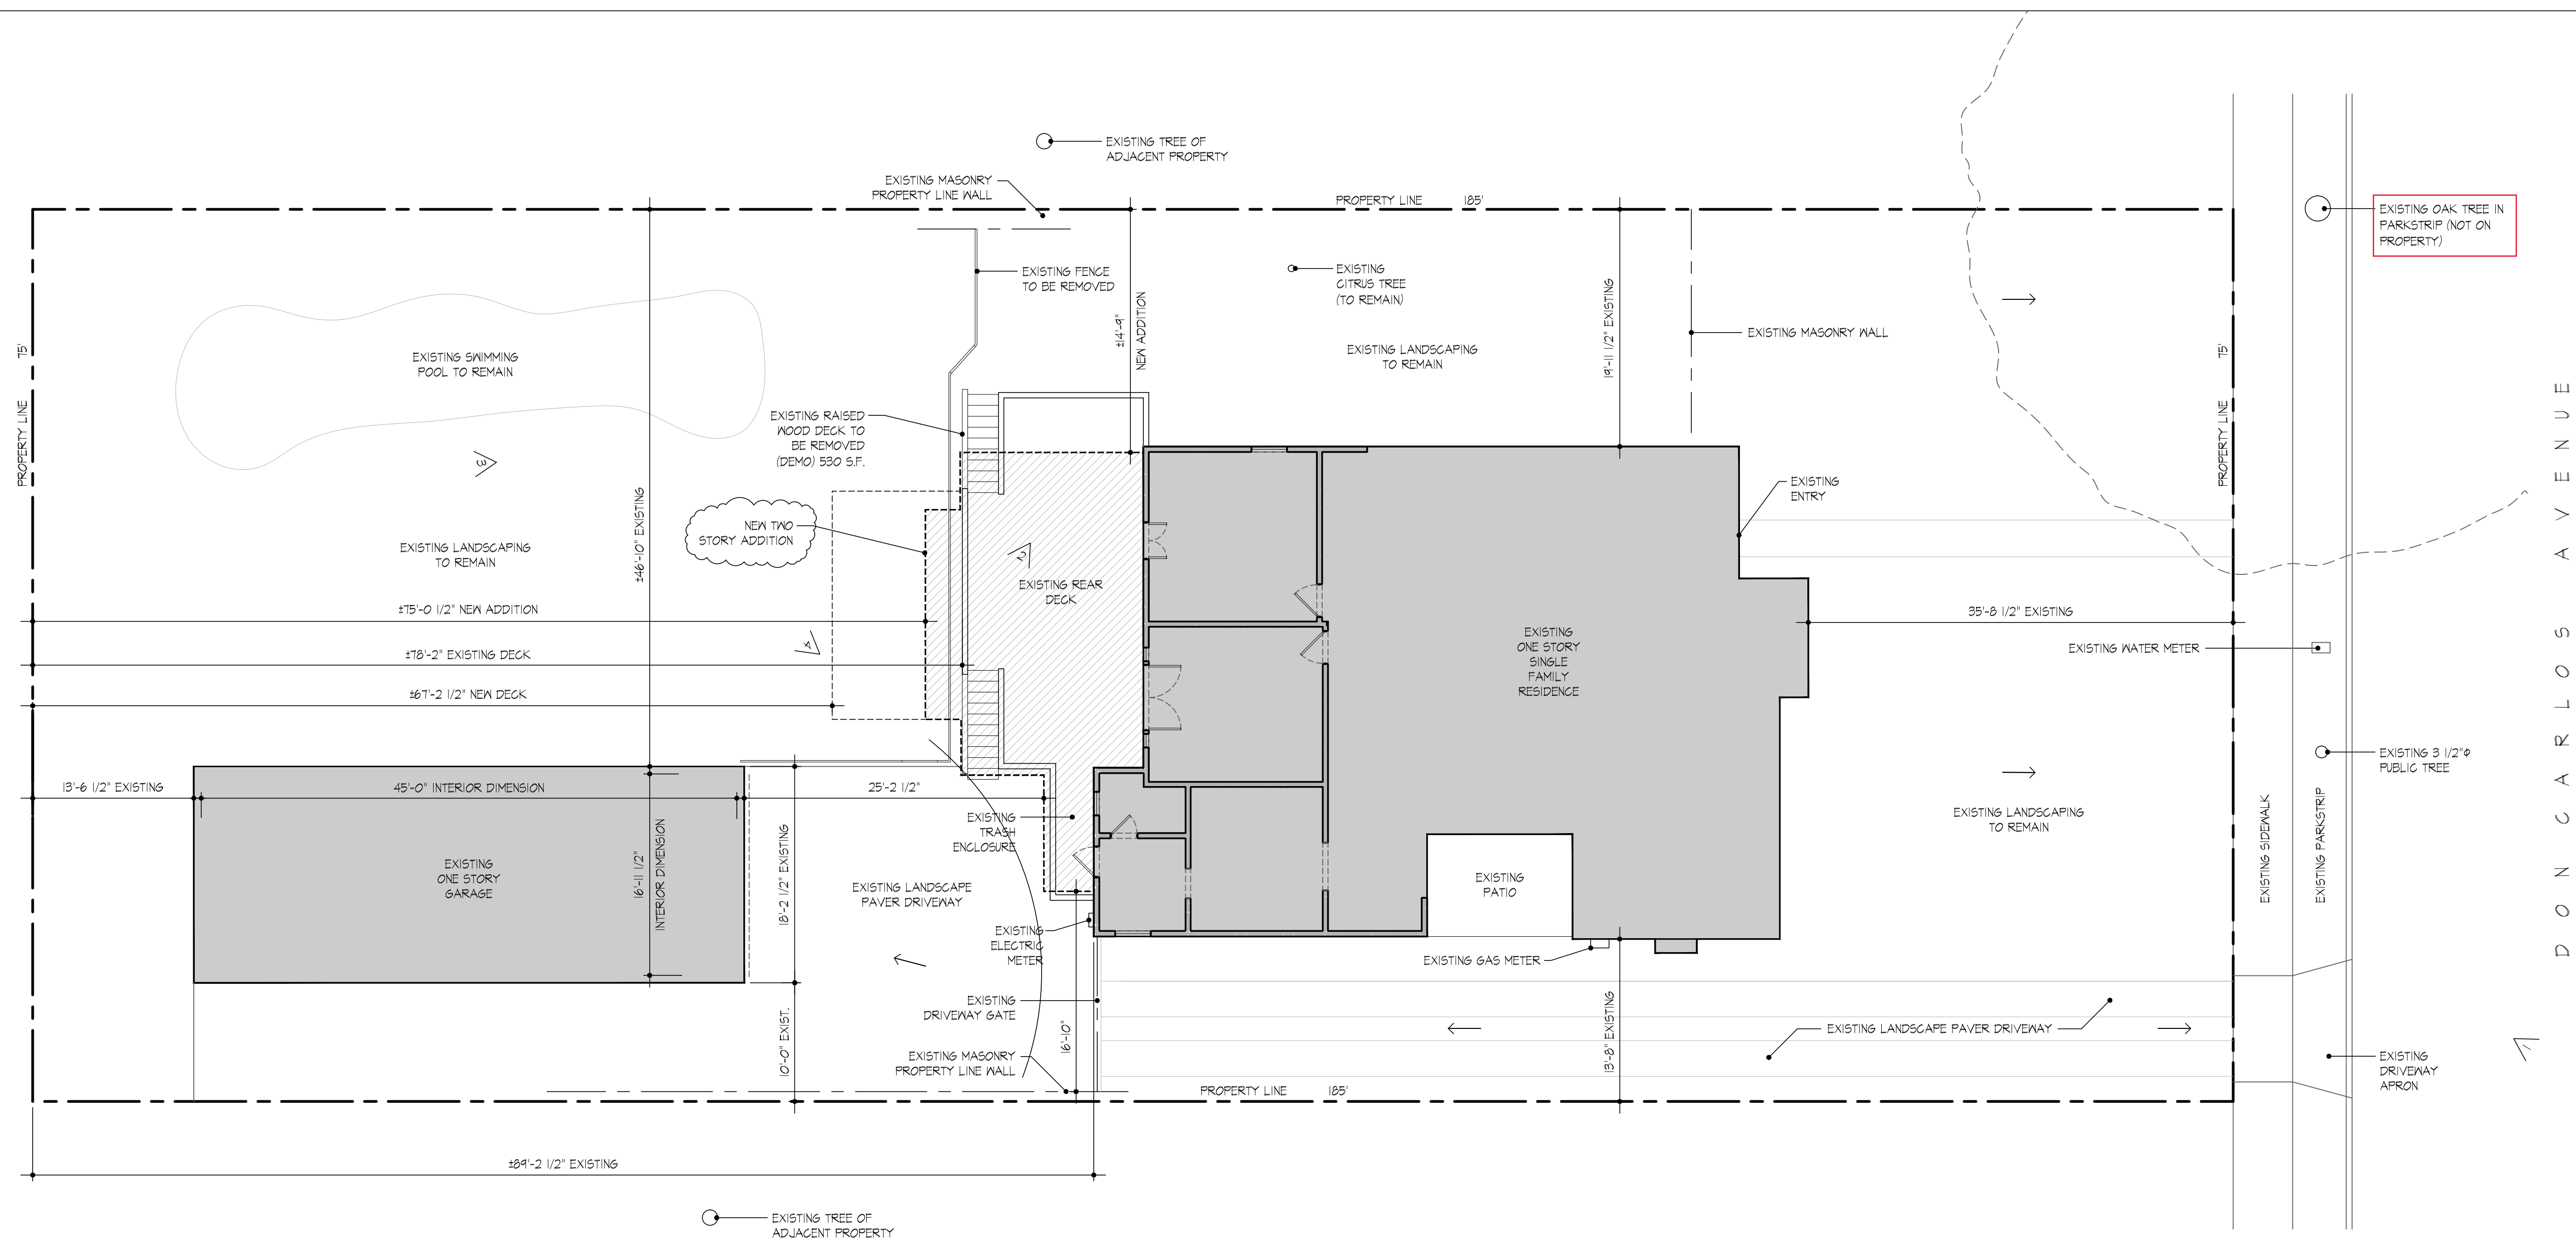 EXISTING TREE OF
ADJACENT PROPERTY
EXISTING MASONRY
PROPERTY LINE WALL
PROPERTY LINE 185'
EXISTING OAK TREE IN
PARKSTRIP (NOT ON
PROPERTY)
EXISTING FENCE
TO BE REMOVED
EXISTING
CITRUS TREE
(TO REMAIN)
±14'-9"
NEW ADDITION
19'-11 1/2" EXISTING
EXISTING MASONRY WALL
EXISTING LANDSCAPING
TO REMAIN
PROPERTY LINE 75'
EXISTING SWIMMING
POOL TO REMAIN
PROPERTY LINE 75'
EXISTING RAISED
WOOD DECK TO
BE REMOVED
(DEMO) 530 S.F.
3
EXISTING
ENTRY
±46'-10" EXISTING
NEW TWO
STORY ADDITION
2
EXISTING LANDSCAPING
TO REMAIN
EXISTING REAR
DECK
±75'-0 1/2" NEW ADDITION
35'-8 1/2" EXISTING
4
EXISTING
ONE STORY
SINGLE
FAMILY
RESIDENCE
±78'-2" EXISTING DECK
EXISTING WATER METER
±67'-2 1/2" NEW DECK
DON CARLOS AVENUE
EXISTING 3 1/2"Φ
PUBLIC TREE
13'-6 1/2" EXISTING
45'-0" INTERIOR DIMENSION
25'-2 1/2"
EXISTING
TRASH
ENCLOSURE
EXISTING LANDSCAPING
TO REMAIN
EXISTING SIDEWALK
EXISTING PARKSTRIP
EXISTING
ONE STORY
GARAGE
16'-11 1/2"
INTERIOR DIMENSION
18'-2 1/2" EXISTING
EXISTING LANDSCAPE
PAVER DRIVEWAY
EXISTING
PATIO
EXISTING
ELECTRIC
METER
EXISTING GAS METER
EXISTING
DRIVEWAY GATE
10'-0" EXIST.
16'-10"
13'-8" EXISTING
EXISTING LANDSCAPE PAVER DRIVEWAY
1
EXISTING MASONRY
PROPERTY LINE WALL
EXISTING
DRIVEWAY
APRON
PROPERTY LINE 185'
±89'-2 1/2" EXISTING
EXISTING TREE OF
ADJACENT PROPERTY